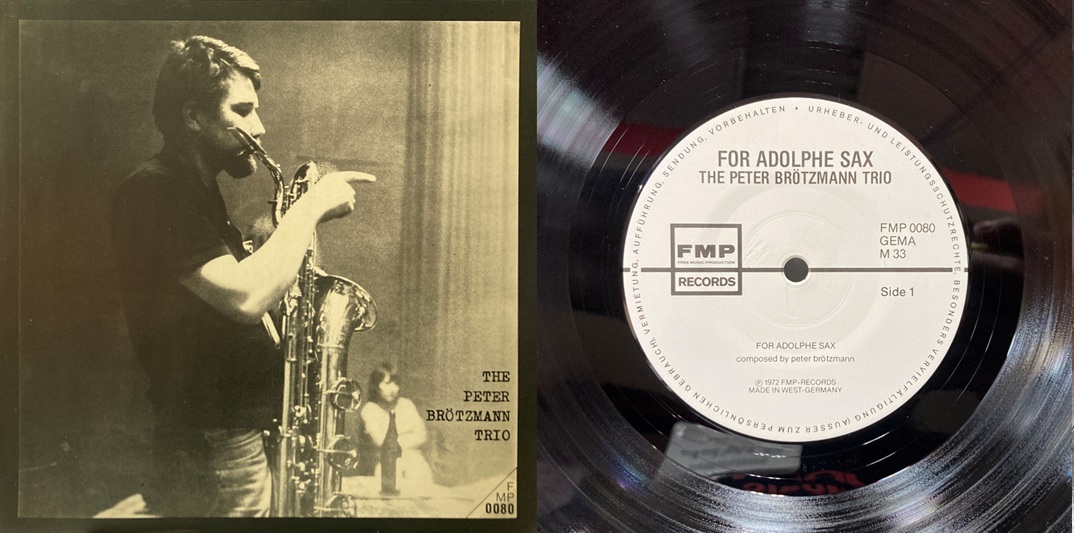 THE
PETER
BRÖTZMANN
TRIO
F
MP
0080
URHEBER- UND LEISTUNGSSCHUTZRECHTE, BESONDERS VERVIELFÄLTIGUNG (AUSSER ZUM PERSÖNLICHEN GEBRAUCH), VERMIETUNG, AUFFÜHRUNG, SENDUNG, VORBEHALTEN •
FOR ADOLPHE SAX
THE PETER BRÖTZMANN TRIO
FMP 0080
GEMA
M 33
FMP
FREE MUSIC PRODUCTION
RECORDS
Side 1
FOR ADOLPHE SAX
composed by peter brötzmann
℗ 1972 FMP-RECORDS
MADE IN WEST-GERMANY